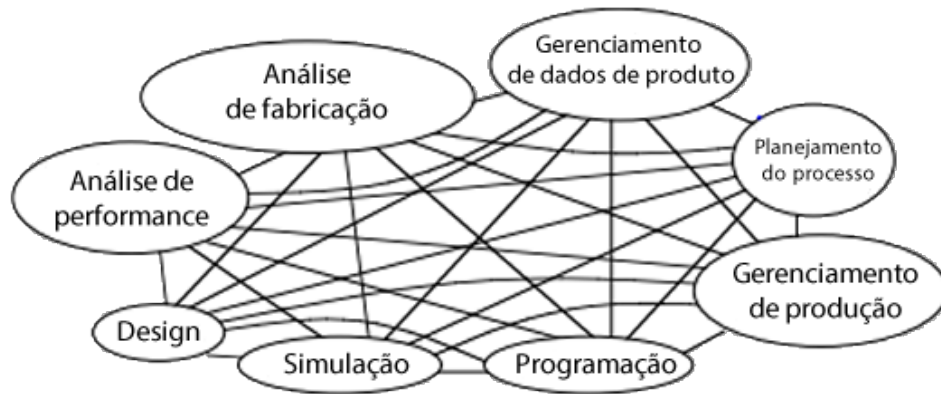 Análise
de fabricação
Gerenciamento
de dados de produto
Planejamento
do processo
Análise de
performance
Gerenciamento
de produção
Design
Simulação
Programação